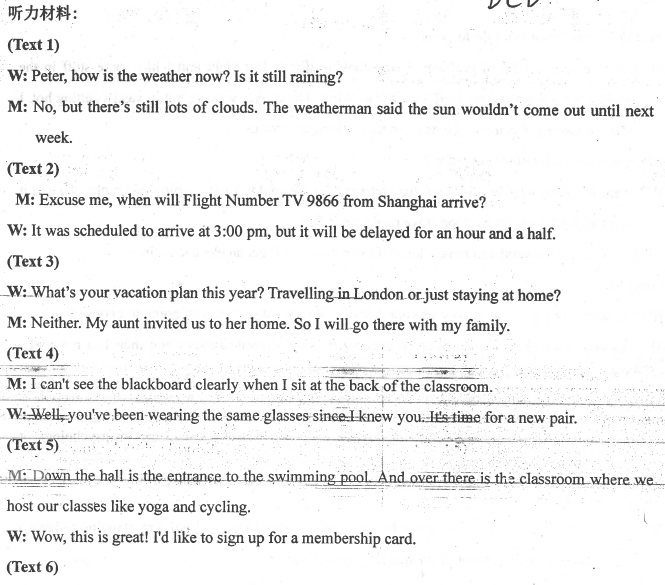 听力材料:
(Text 1)
W: Peter, how is the weather now? Is it still raining?
M: No, but there's still lots of clouds. The weatherman said the sun wouldn't come out until next
week.
(Text 2)
M: Excuse me, when will Flight Number TV 9866 from Shanghai arrive?
W: It was scheduled to arrive at 3:00 pm, but it will be delayed for an hour and a half.
(Text 3)
W: What's your vacation plan this year? Travelling in London or just staying at home?
M: Neither. My aunt invited us to her home. So I will go there with my family.
(Text 4)
M: I can't see the blackboard clearly when I sit at the back of the classroom.
W: Well, you've been wearing the same glasses since I knew you. It's time for a new pair.
(Text 5)
M: Down the hall is the entrance to the swimming pool. And over there is the classroom where we
host our classes like yoga and cycling.
W: Wow, this is great! I'd like to sign up for a membership card.
(Text 6)